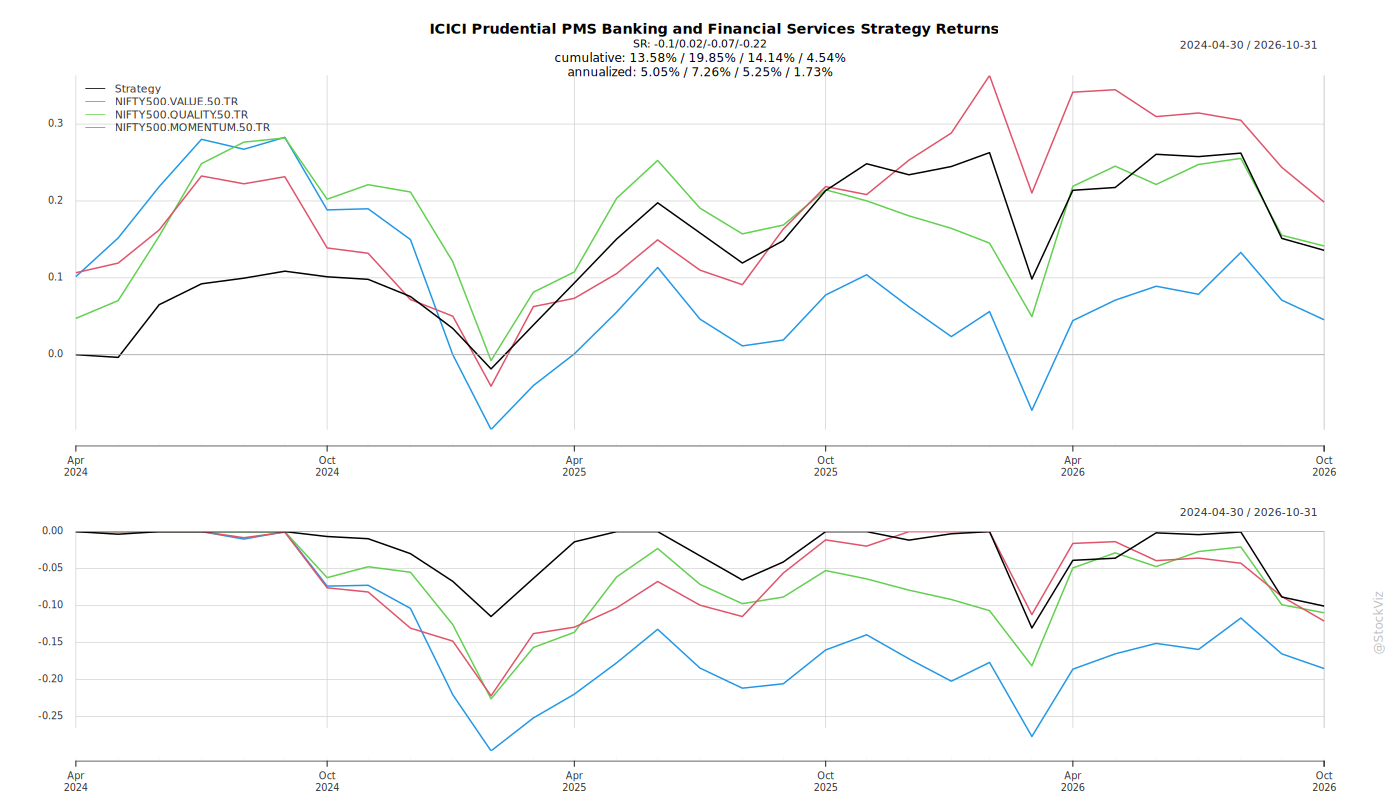 ICICI Prudential PMS Banking and Financial Services Strategy Returns
SR: -0.1/0.02/-0.07/-0.22
cumulative: 13.58% / 19.85% / 14.14% / 4.54%
annualized: 5.05% / 7.26% / 5.25% / 1.73%
2024-04-30 / 2026-10-31
Strategy
NIFTY500.VALUE.50.TR
NIFTY500.QUALITY.50.TR
NIFTY500.MOMENTUM.50.TR
0.3
0.2
0.1
0.0
Apr Oct Apr Oct Apr Oct
2024 2024 2025 2025 2026 2026
2024-04-30 / 2026-10-31
0.00
-0.05
-0.10
-0.15
-0.20
-0.25
Apr Oct Apr Oct Apr Oct
2024 2024 2025 2025 2026 2026
@StockViz